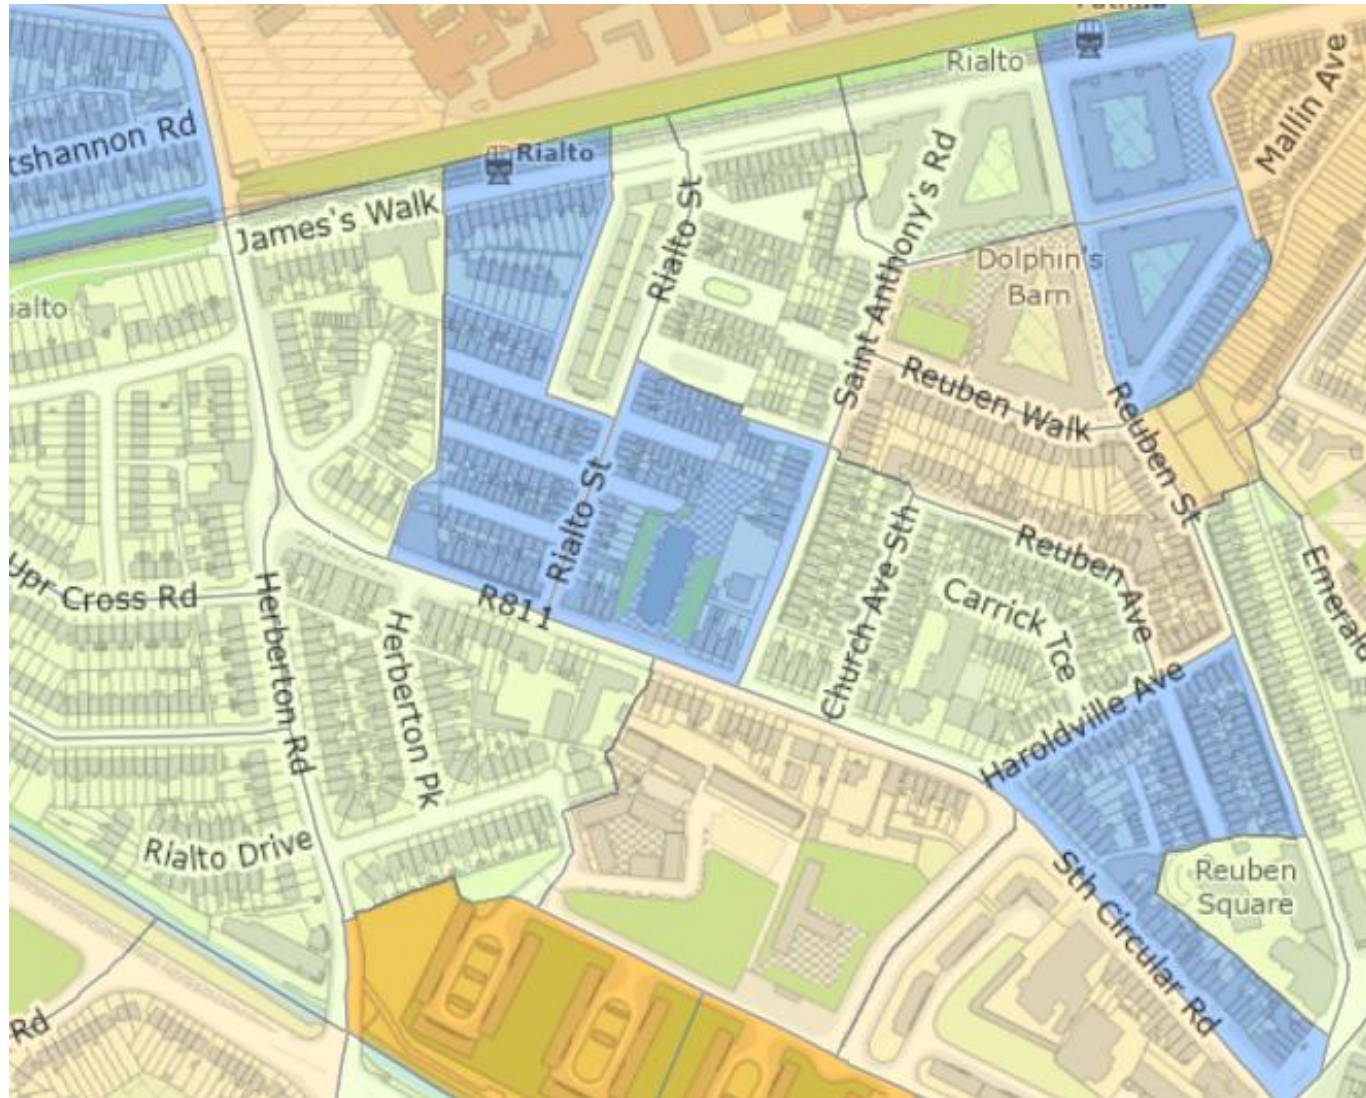 Rialto
tshannon Rd
Rialto
Mallin Ave
James's Walk
Rialto St
Saint Anthony's Rd
Dolphin's
Barn
ialto
Reuben Walk
Reuben St
Rialto St
Church Ave Sth
Reuben Ave
Emerald
Upr Cross Rd
Herberton Rd
Herberton Pk
R811
Carrick Tce
Haroldville Ave
Rialto Drive
Sth Circular Rd
Reuben
Square
Rd